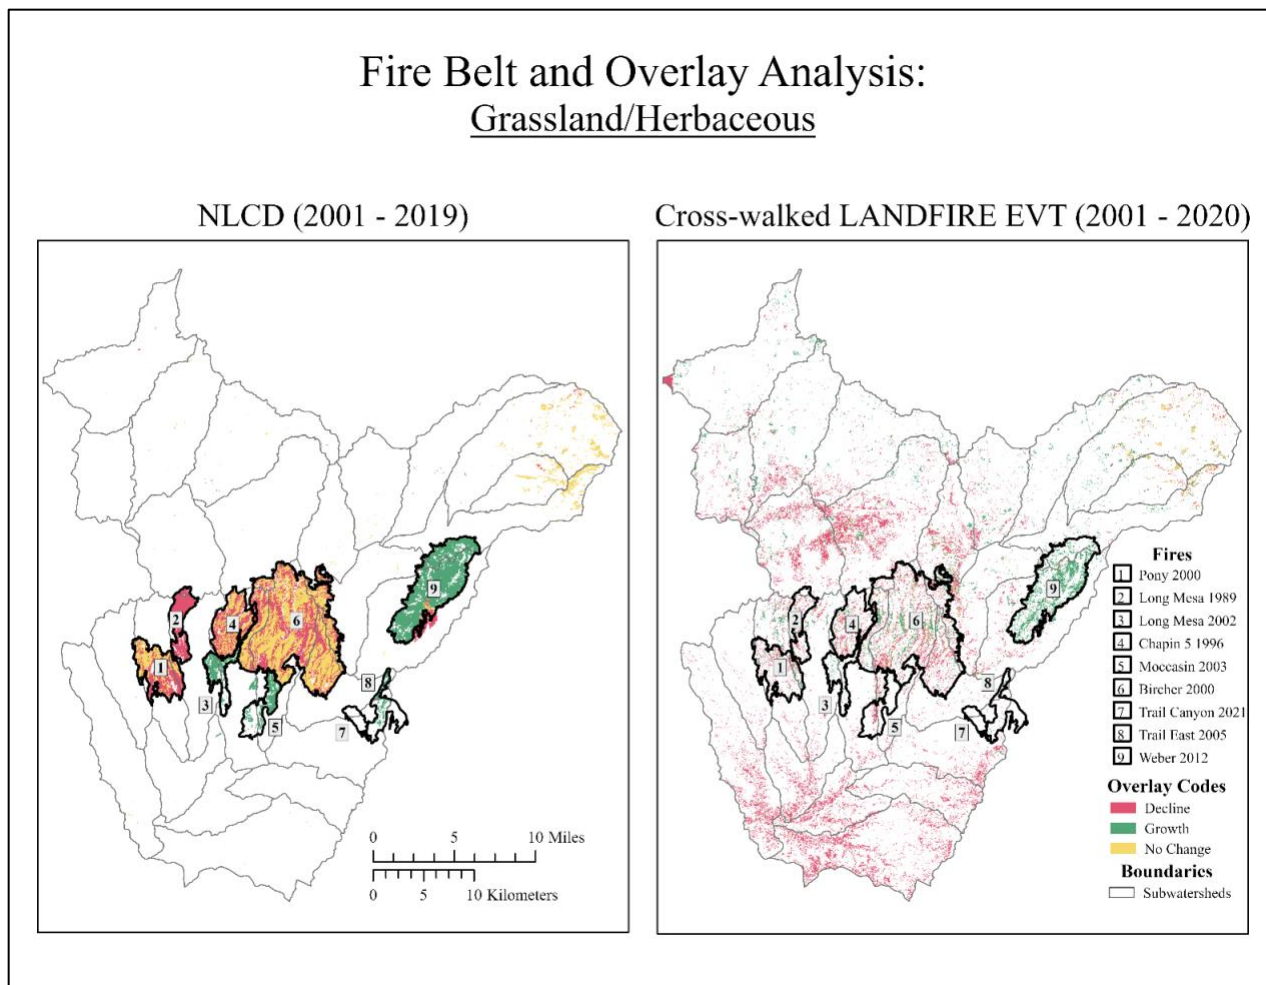 Fire Belt and Overlay Analysis:
Grassland/Herbaceous
NLCD (2001 - 2019)
Cross-walked LANDFIRE EVT (2001 - 2020)
9
2
4
6
1
3
5
8
7
0 5 10 Miles
0 5 10 Kilometers
9
2
4
6
1
3
5
8
7
Fires
1 Pony 2000
2 Long Mesa 1989
3 Long Mesa 2002
4 Chapin 5 1996
5 Moccasin 2003
6 Bircher 2000
7 Trail Canyon 2021
8 Trail East 2005
9 Weber 2012
Overlay Codes
Decline
Growth
No Change
Boundaries
Subwatersheds